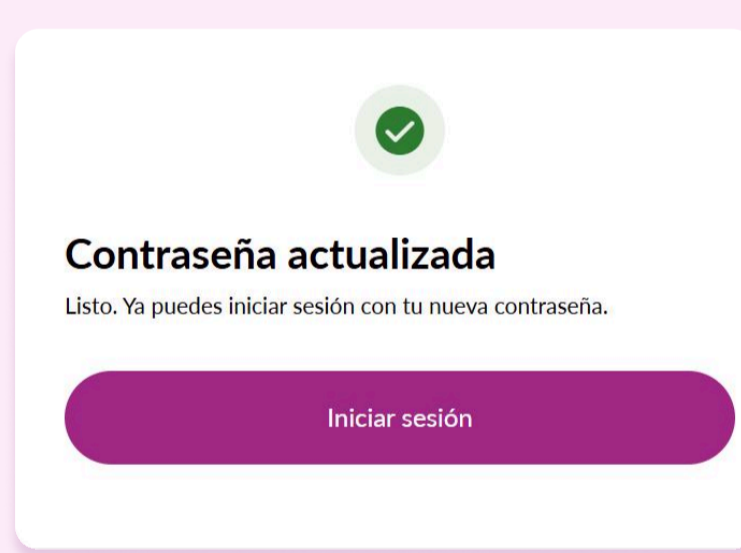 Contraseña actualizada
Listo. Ya puedes iniciar sesión con tu nueva contraseña.
Iniciar sesión